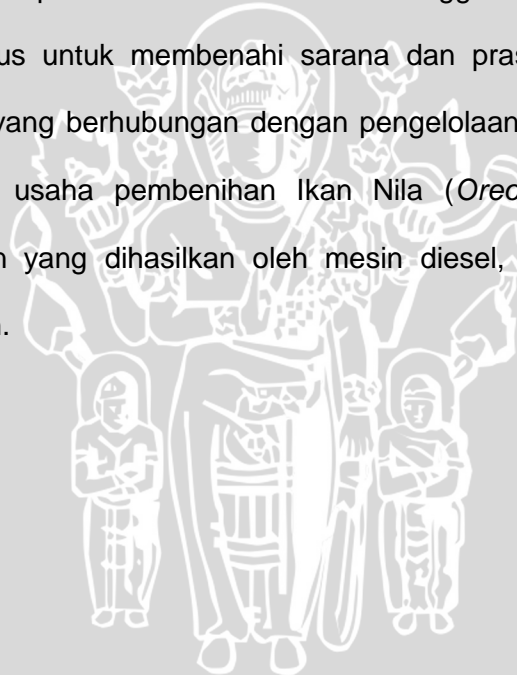 us untuk membenahi sarana dan pras
yang berhubungan dengan pengelolaan
usaha pembenihan Ikan Nila (Oreo
yang dihasilkan oleh mesin diesel,